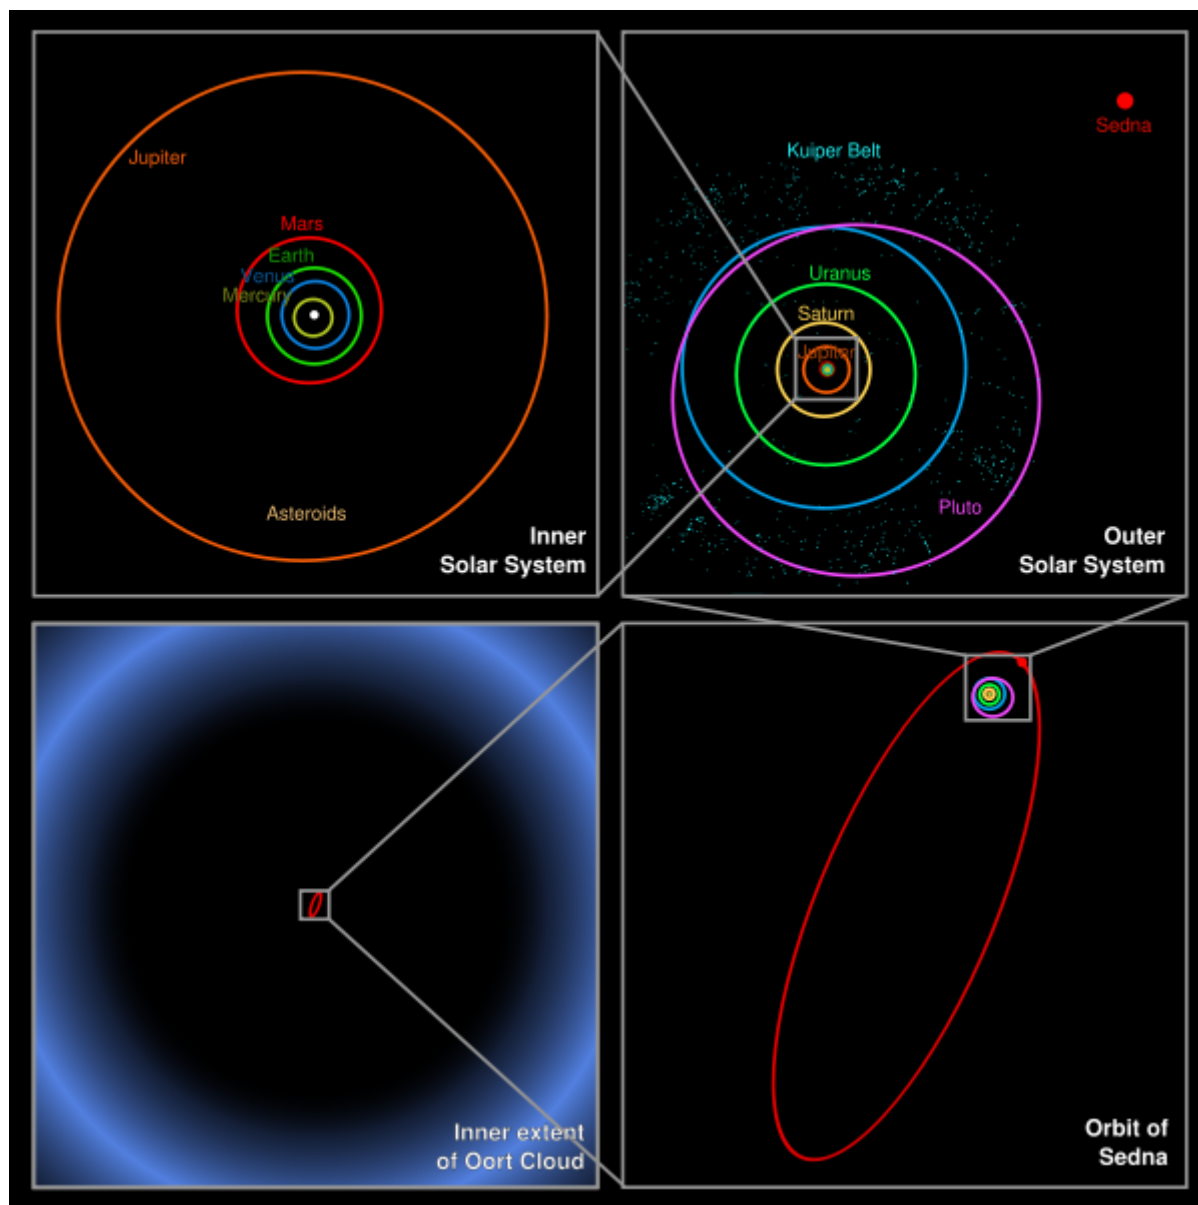 Jupiter
Mars
Earth
Venus
Mercury
Asteroids
Inner
Solar System
Sedna
Kuiper Belt
Uranus
Saturn
Jupiter
Pluto
Outer
Solar System
Inner extent
of Oort Cloud
Orbit of
Sedna